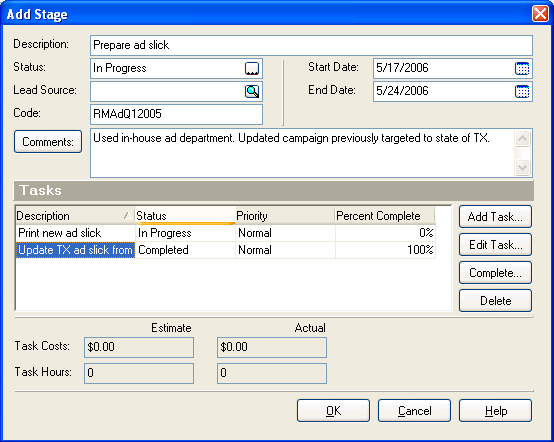 Add Stage
Description: Prepare ad slick
Status: In Progress Start Date: 5/17/2006
Lead Source: End Date: 5/24/2006
Code: RMAdQ12005
Comments: Used in-house ad department. Updated campaign previously targeted to state of TX.
Tasks
Description Status Priority Percent Complete
Print new ad slick In Progress Normal 0%
Update TX ad slick from Completed Normal 100%
Add Task...
Edit Task...
Complete...
Delete
Estimate Actual
Task Costs: $0.00 $0.00
Task Hours: 0 0
OK Cancel Help